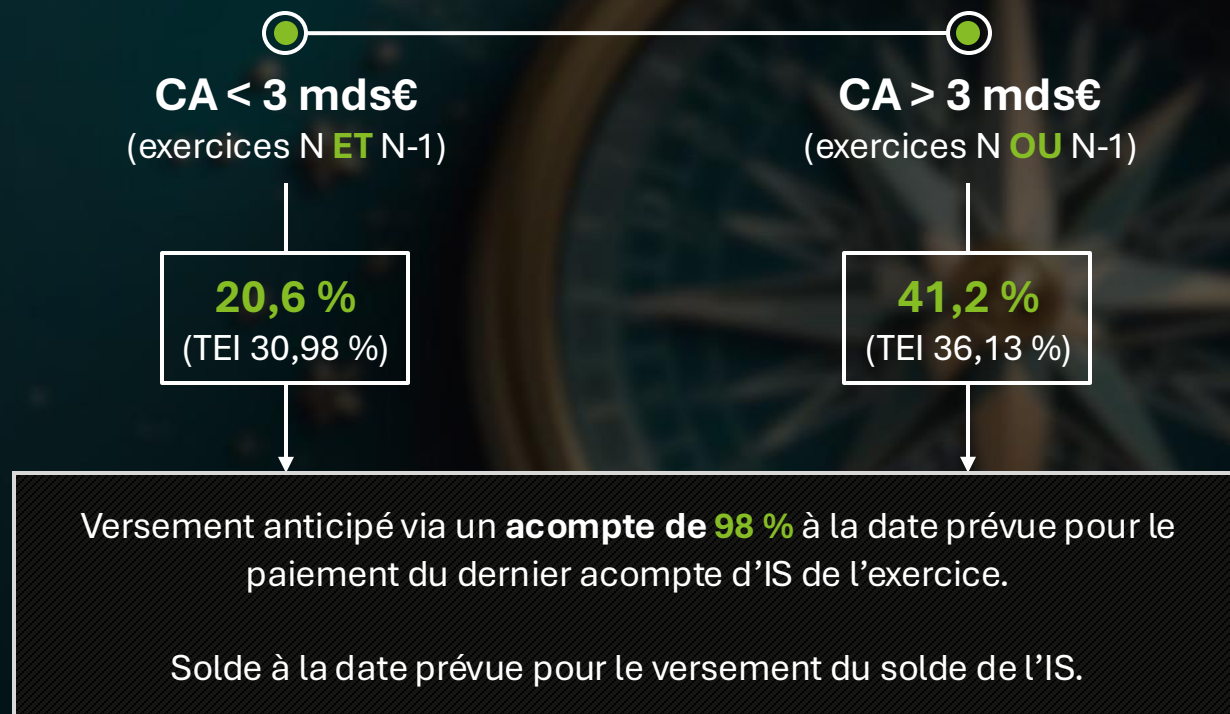 CA < 3 mds€
(exercices N ET N-1)
20,6 %
(TEI 30,98 %)
CA > 3 mds€
(exercices N OU N-1)
41,2 %
(TEI 36,13 %)
Versement anticipé via un acompte de 98 % à la date prévue pour le
paiement du dernier acompte d’IS de l’exercice.
Solde à la date prévue pour le versement du solde de l’IS.